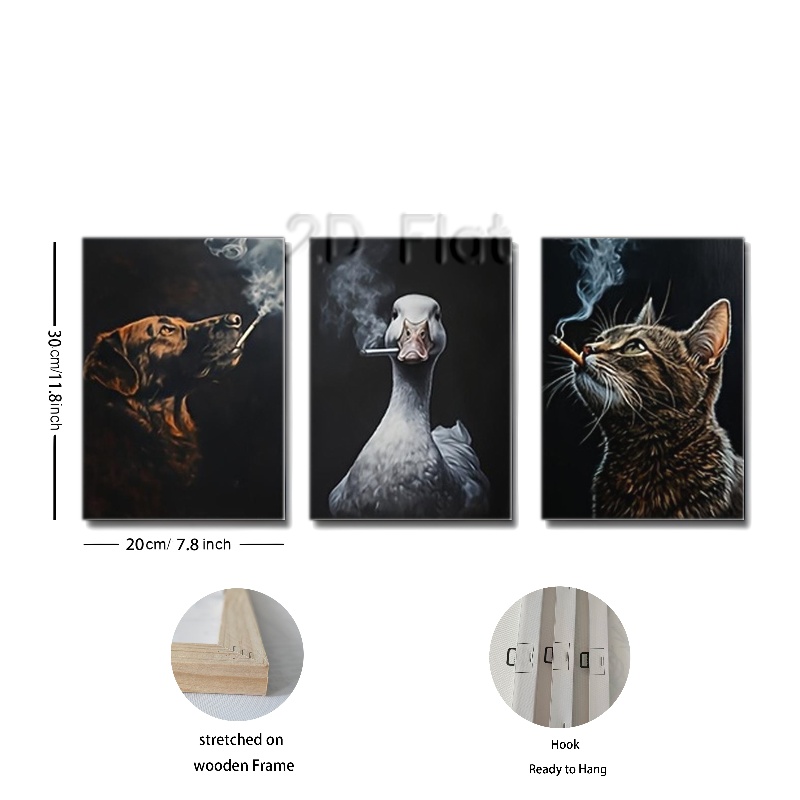 2D Flat
30cm/11.8inch
20cm/ 7.8 inch
stretched on
wooden Frame
Hook
Ready to Hang